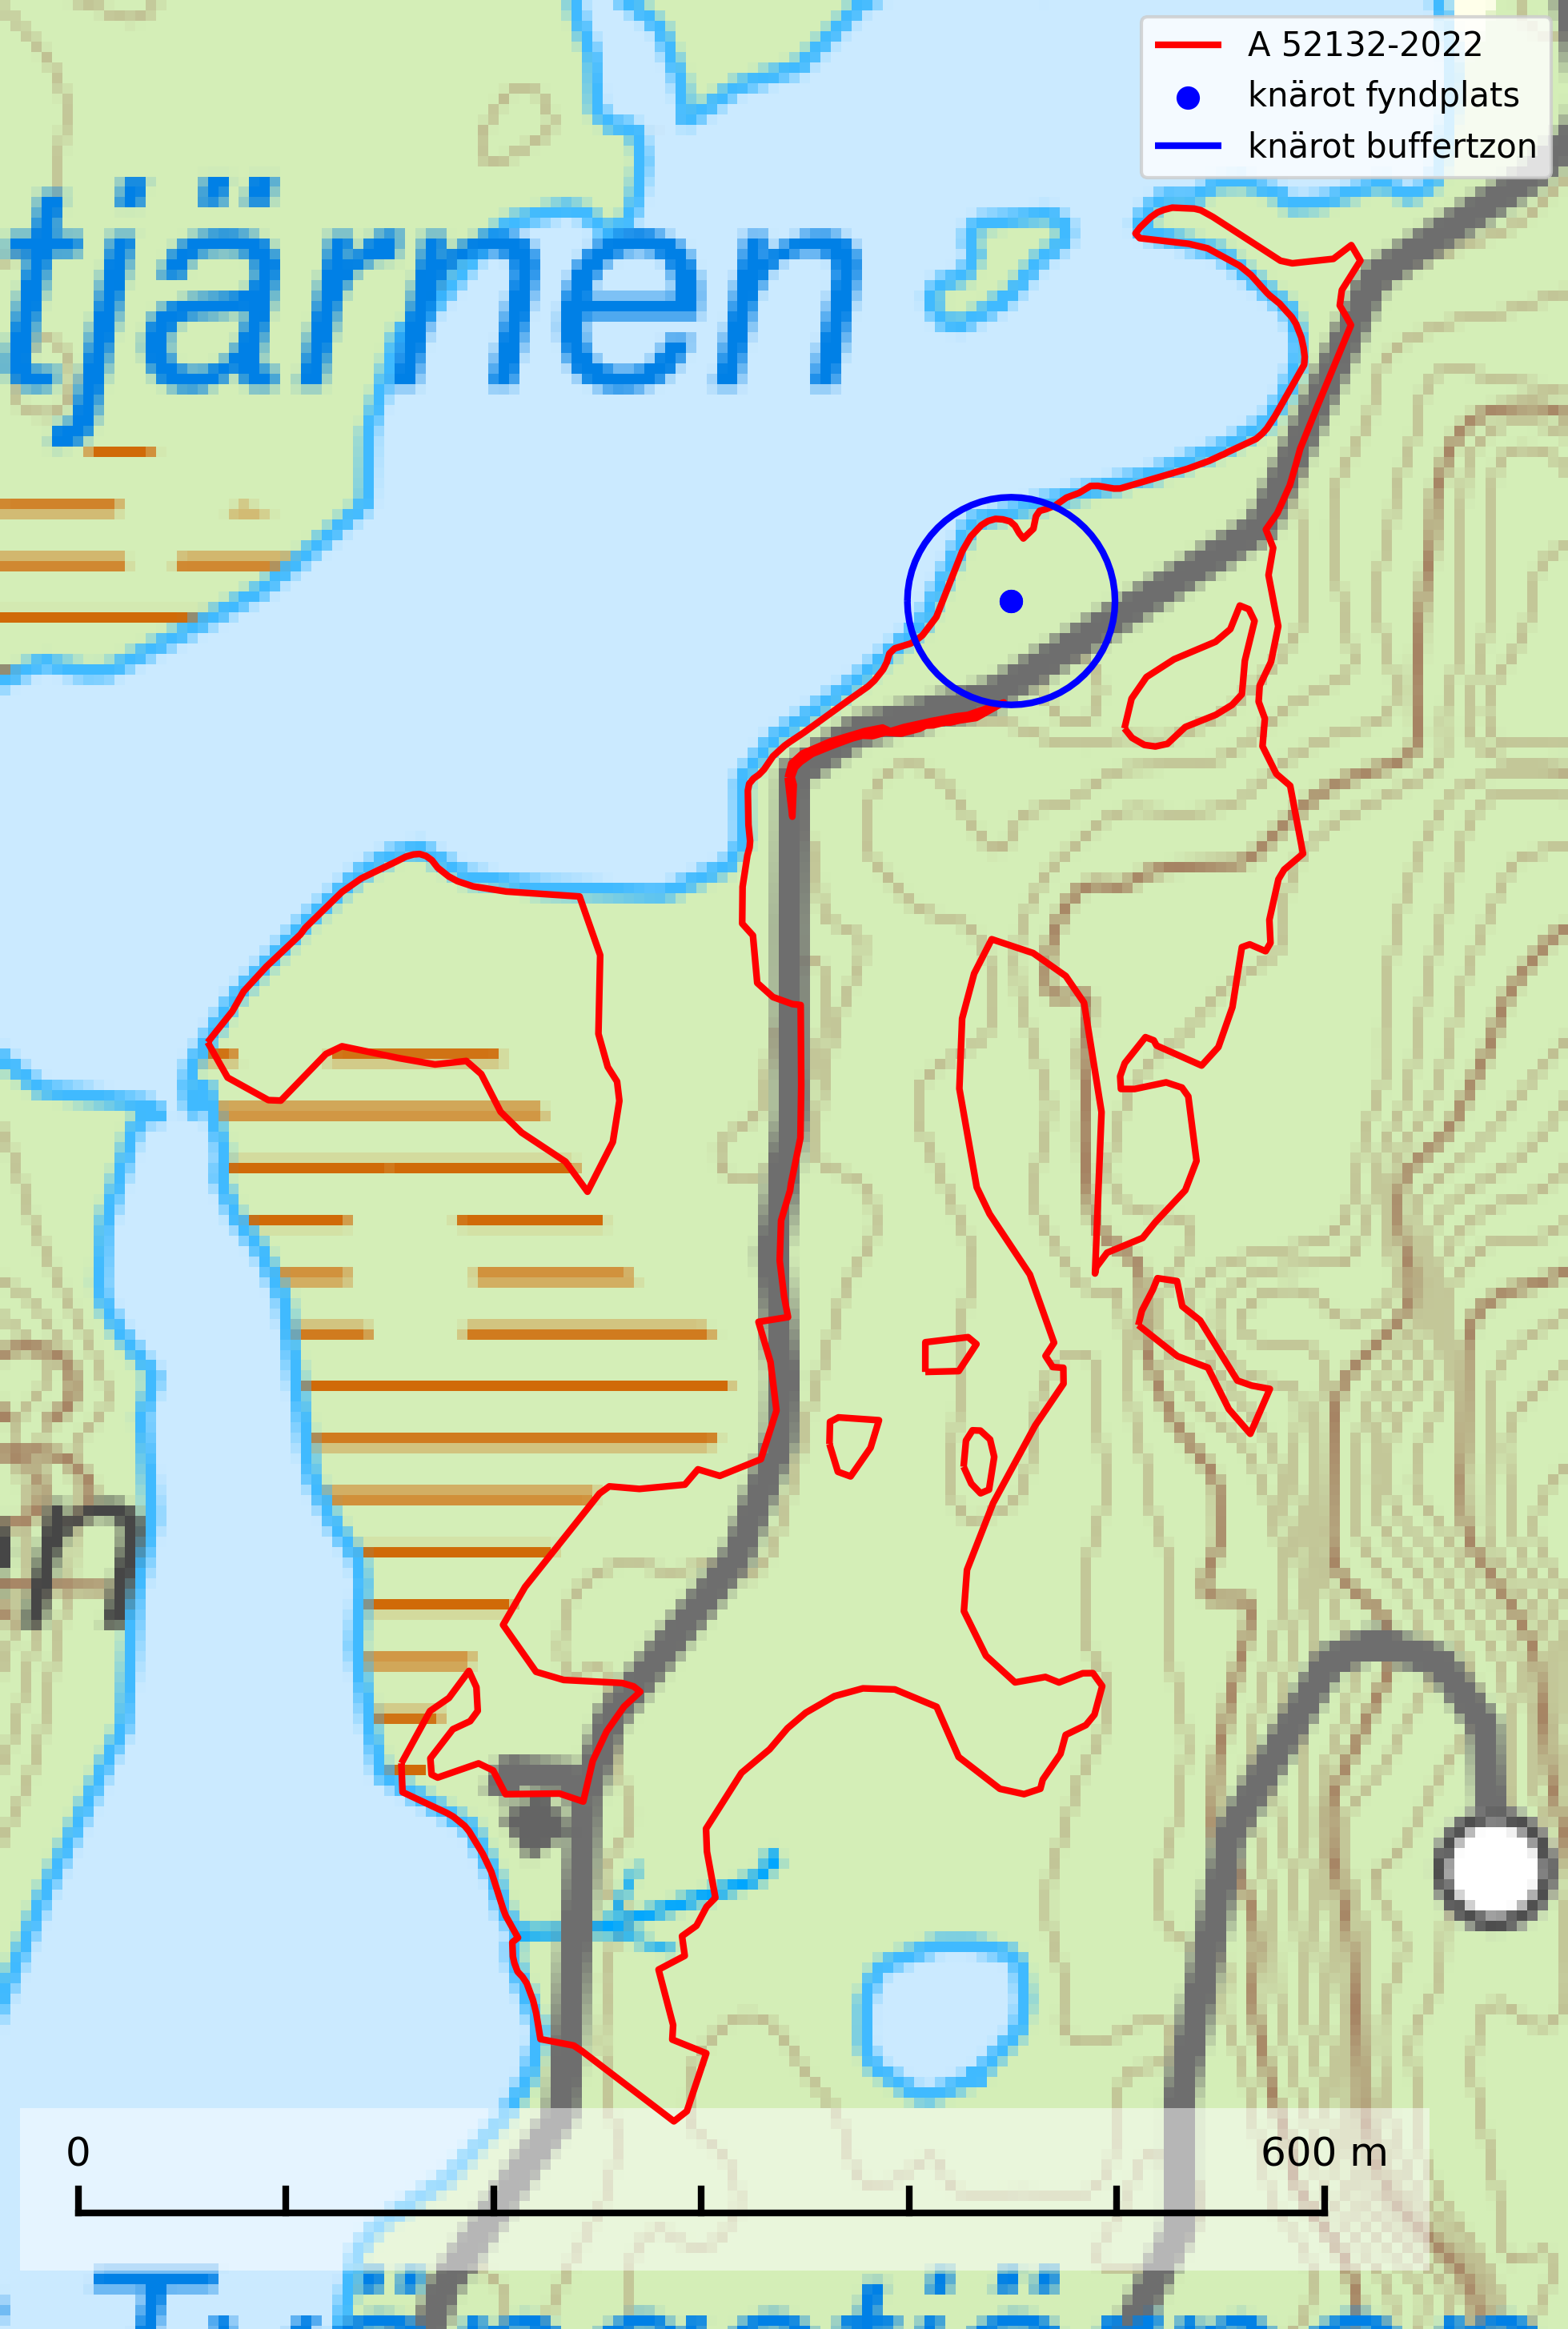 A 52132-2022
knärot fyndplats
knärot buffertzon
tjärnen
n
0 600 m